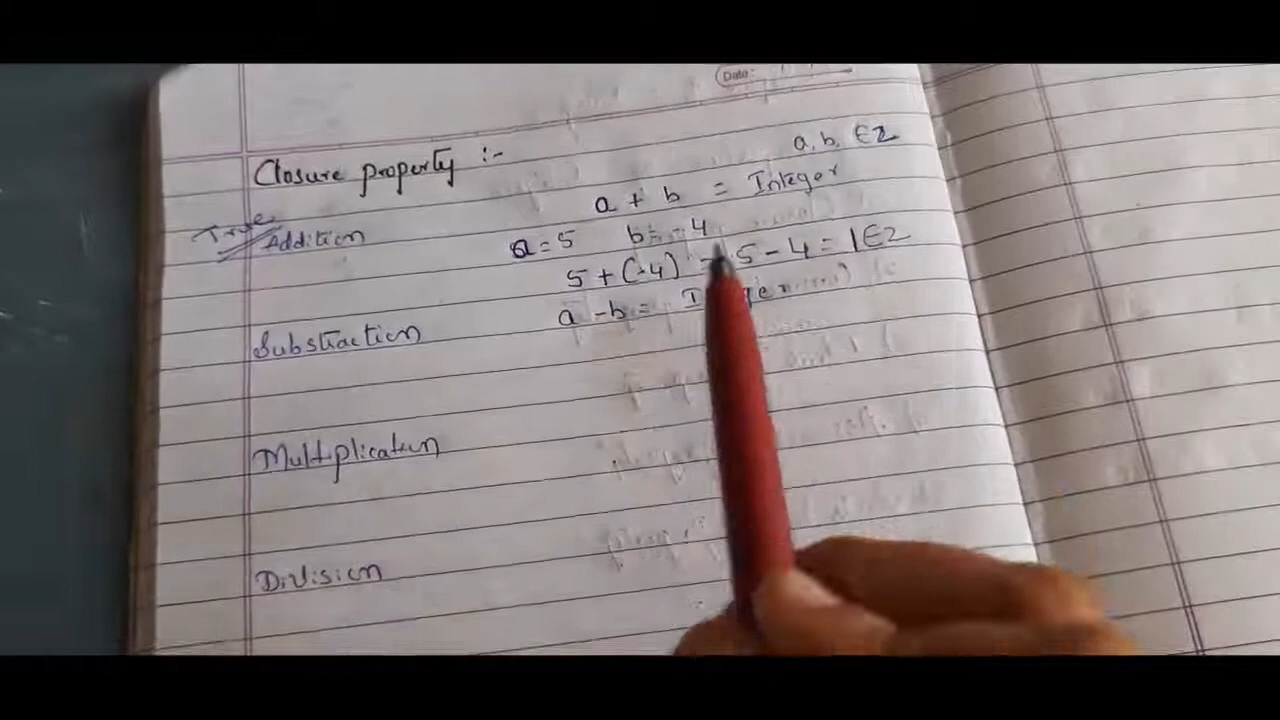 Date:
a, b, ∈Z
Closure property :-
a + b = Integer
True Addition
a = 5 b = -4
5 + (-4) = 5 - 4 = 1 ∈ Z
Substraction
a - b =
Multiplication
Division